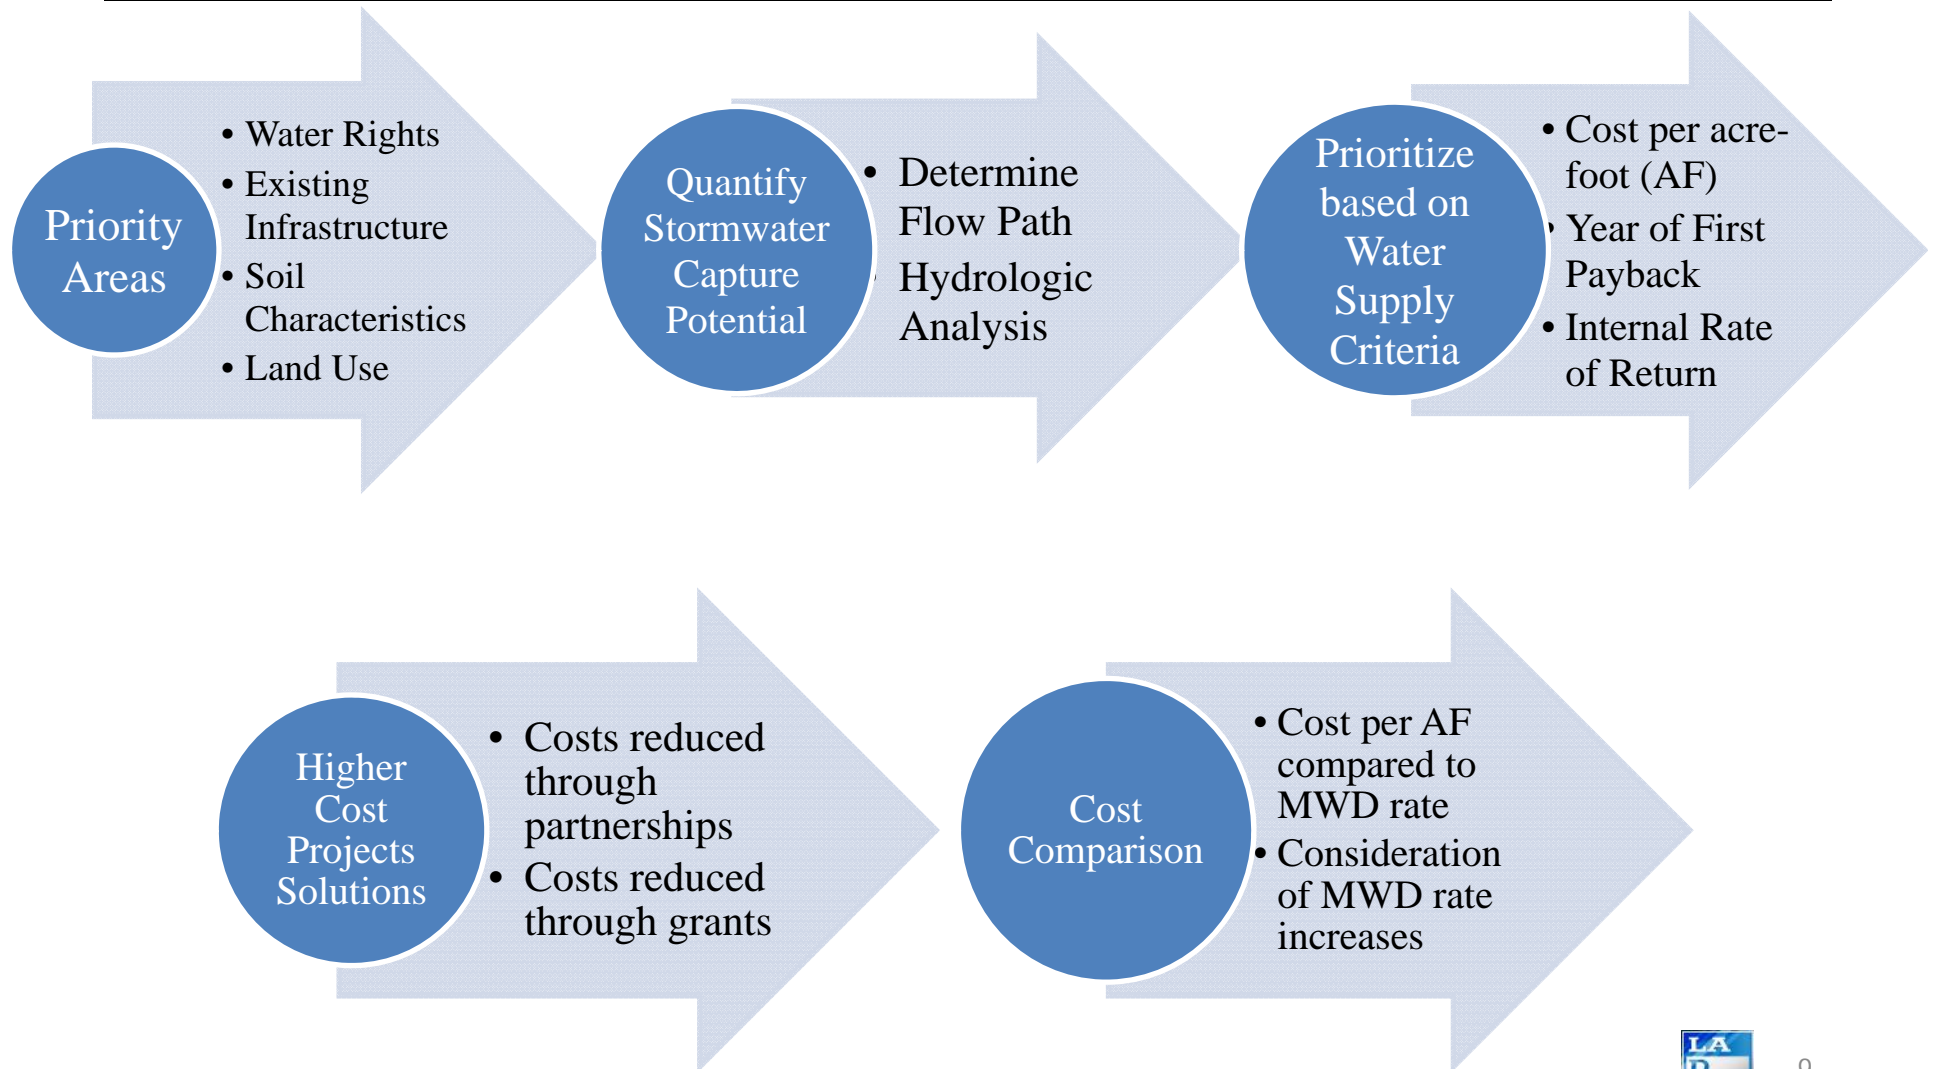 Priority
Areas
• Water Rights
• Existing
Infrastructure
• Soil
Characteristics
• Land Use
Quantify
Stormwater
Capture
Potential
• Determine
Flow Path
• Hydrologic
Analysis
Prioritize
based on
Water
Supply
Criteria
• Cost per acre-
foot (AF)
• Year of First
Payback
• Internal Rate
of Return
Higher
Cost
Projects
Solutions
• Costs reduced
through
partnerships
• Costs reduced
through grants
Cost
Comparison
• Cost per AF
compared to
MWD rate
• Consideration
of MWD rate
increases
LA